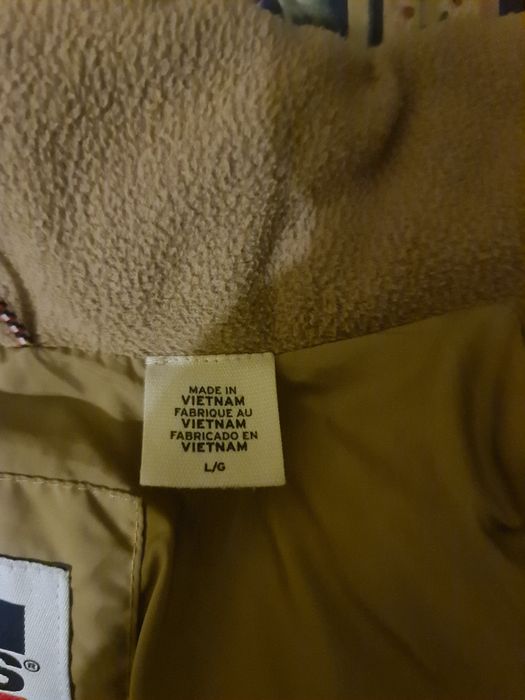 MADE IN
VIETNAM
FABRIQUE AU
VIETNAM
FABRICADO EN
VIETNAM
L/G
S®